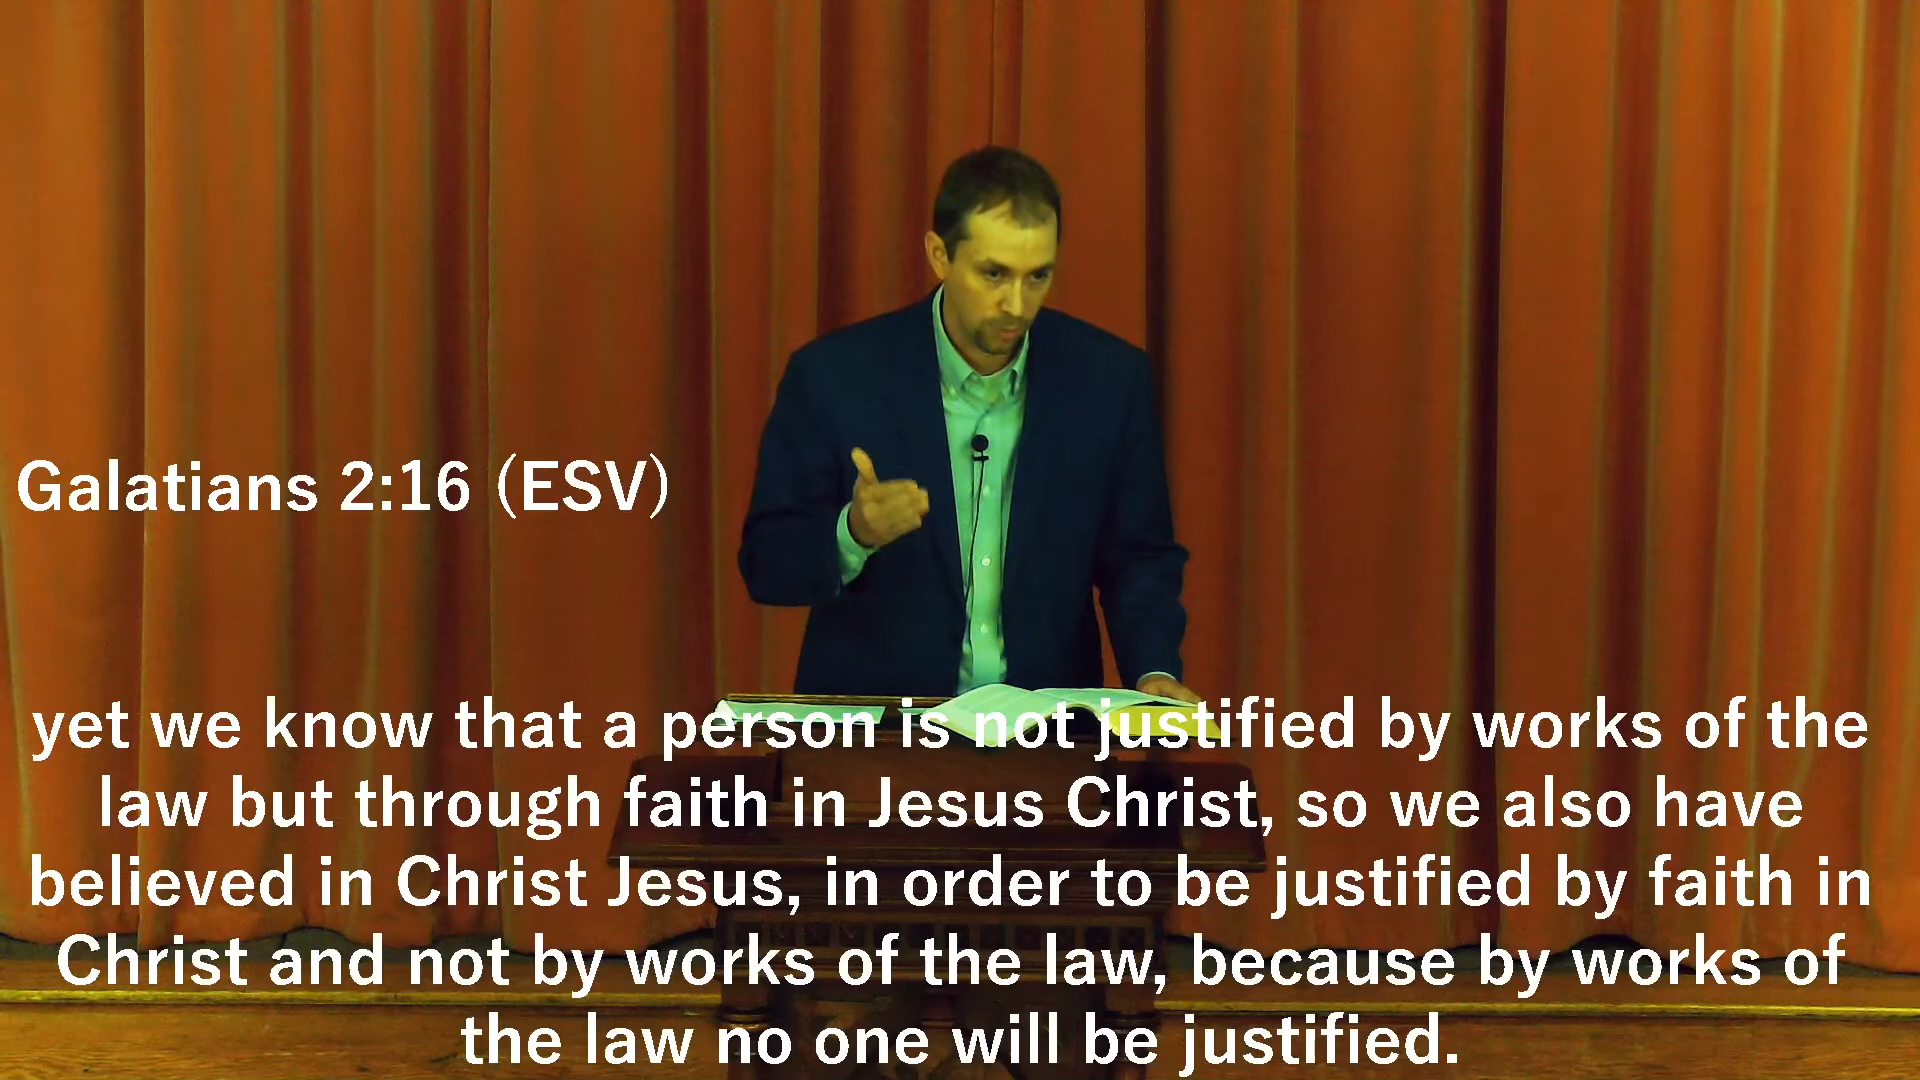 Galatians 2:16 (ESV)
yet we know that a person is not justified by works of the
law but through faith in Jesus Christ, so we also have
believed in Christ Jesus, in order to be justified by faith in
Christ and not by works of the law, because by works of
the law no one will be justified.